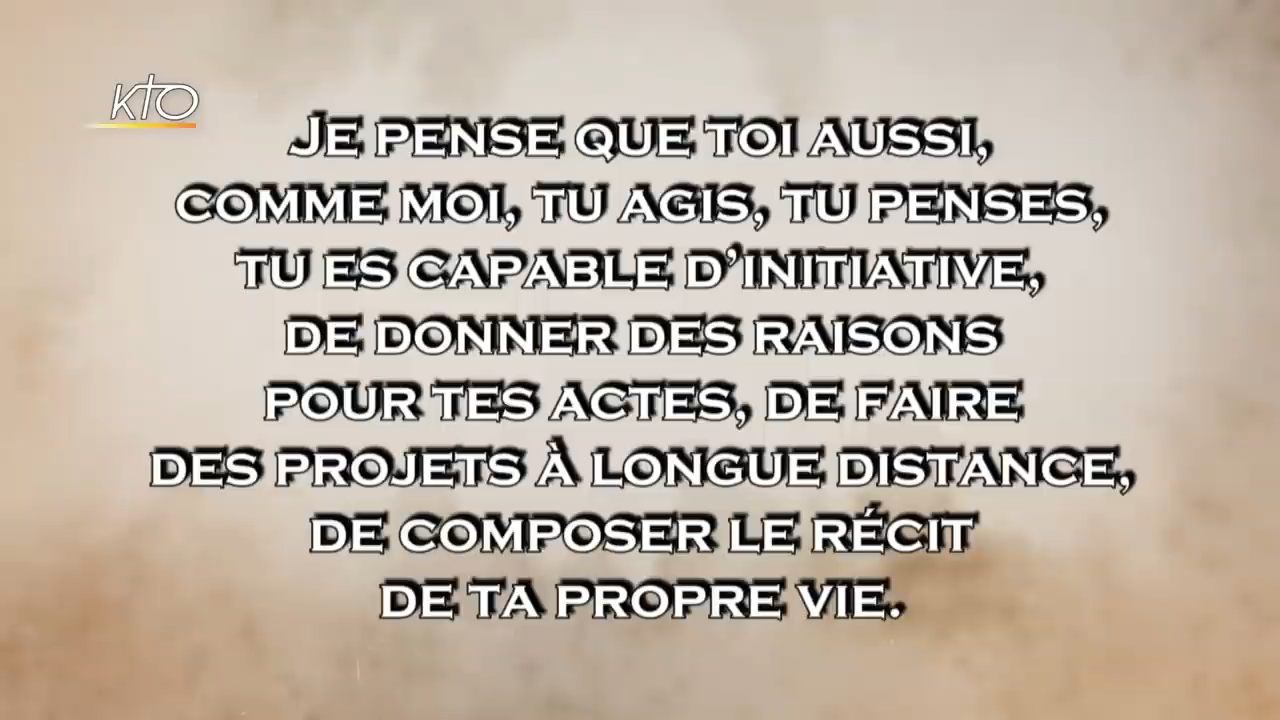 KTO
Je pense que toi aussi,
comme moi, tu agis, tu penses,
tu es capable d’initiative,
de donner des raisons
pour tes actes, de faire
des projets à longue distance,
de composer le récit
de ta propre vie.